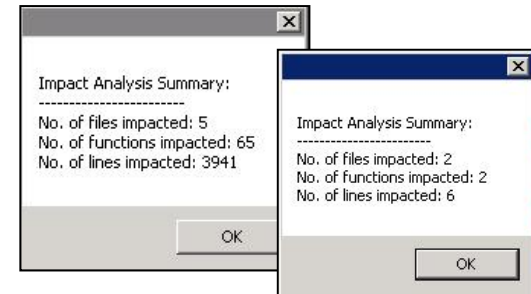 Impact Analysis Summary:
------------------------
No. of files impacted: 5
No. of functions impacted: 65
No. of lines impacted: 3941
OK
Impact Analysis Summary:
------------------------
No. of files impacted: 2
No. of functions impacted: 2
No. of lines impacted: 6
OK